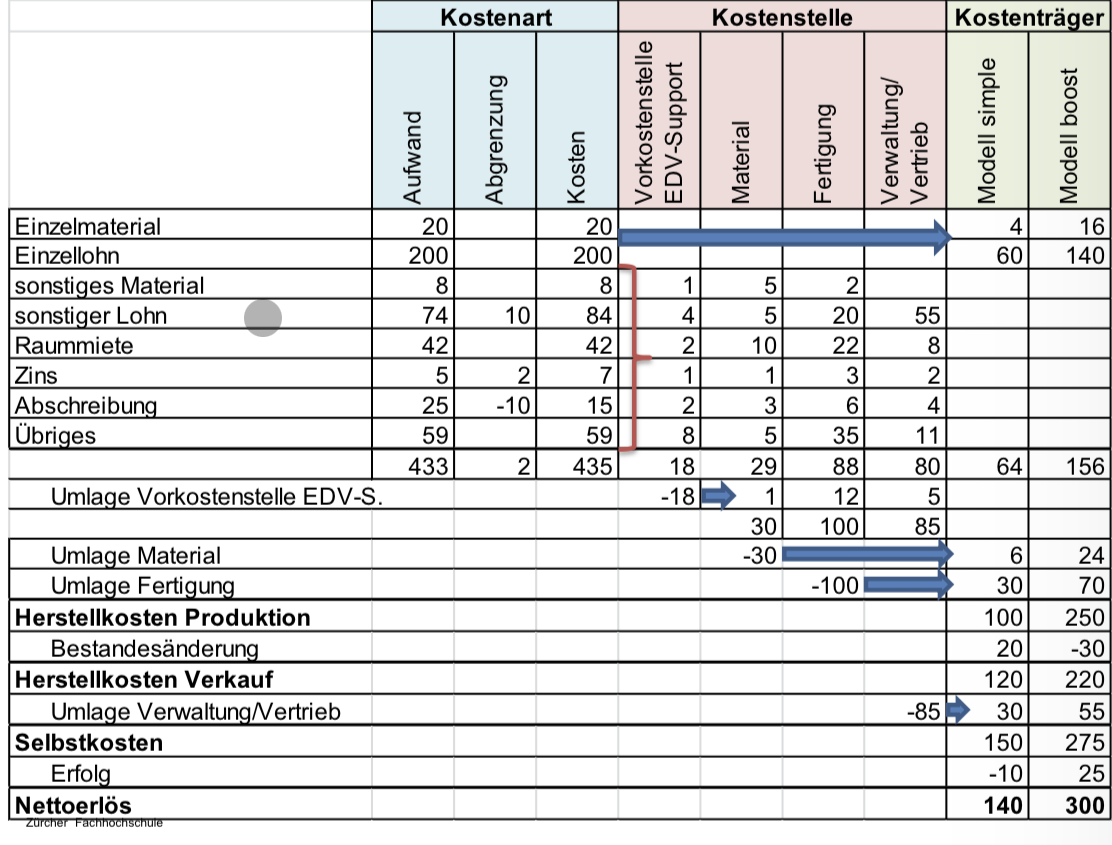 Kostenart Kostenstelle Kostenträger
Aufwand Abgrenzung Kosten Vorkostenstelle EDV-Support Material Fertigung Verwaltung/ Vertrieb Modell simple Modell boost
Einzelmaterial 20 20 4 16
Einzellohn 200 200 60 140
sonstiges Material 8 8 1 5 2
sonstiger Lohn 74 10 84 4 5 20 55
Raummiete 42 42 2 10 22 8
Zins 5 2 7 1 1 3 2
Abschreibung 25 -10 15 2 3 6 4
Übriges 59 59 8 5 35 11
433 2 435 18 29 88 80 64 156
Umlage Vorkostenstelle EDV-S. -18 1 12 5
30 100 85
Umlage Material -30 6 24
Umlage Fertigung -100 30 70
Herstellkosten Produktion 100 250
Bestandesänderung 20 -30
Herstellkosten Verkauf 120 220
Umlage Verwaltung/Vertrieb -85 30 55
Selbstkosten 150 275
Erfolg -10 25
Nettoerlös 140 300
Zürcher Fachhochschule